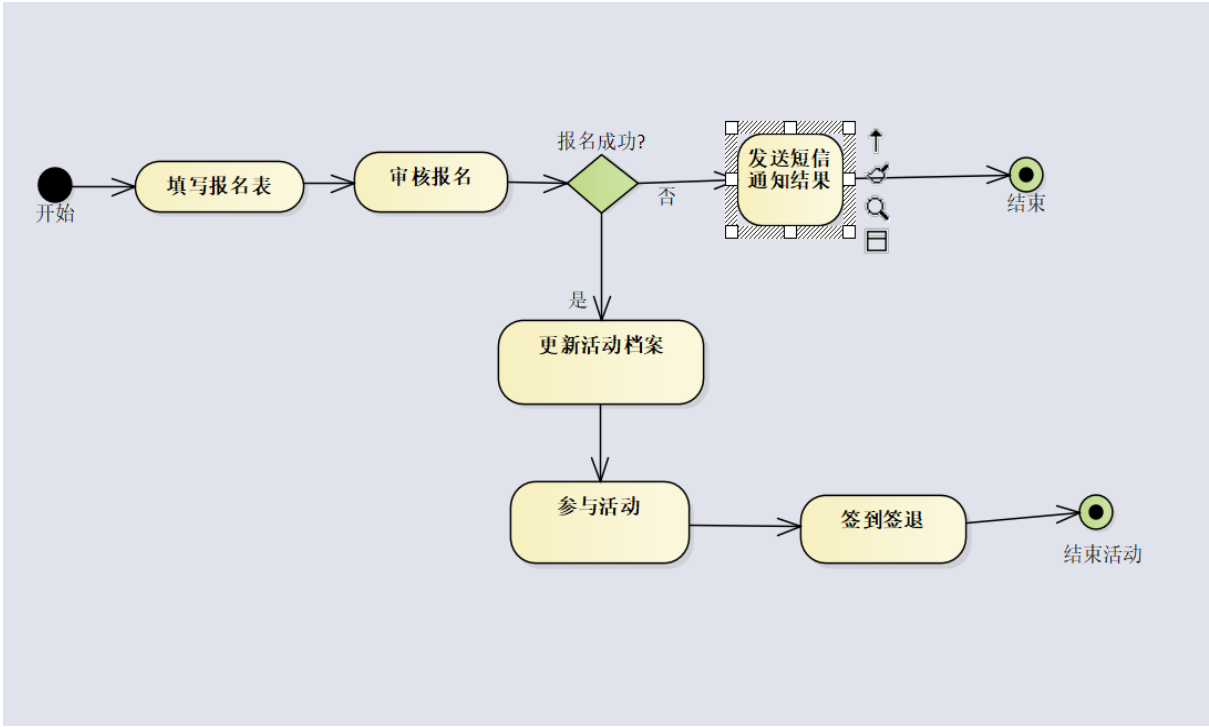 报名成功?
发送短信
通知结果
填写报名表
审核报名
开始
否
结束
是
更新活动档案
参与活动
签到签退
结束活动